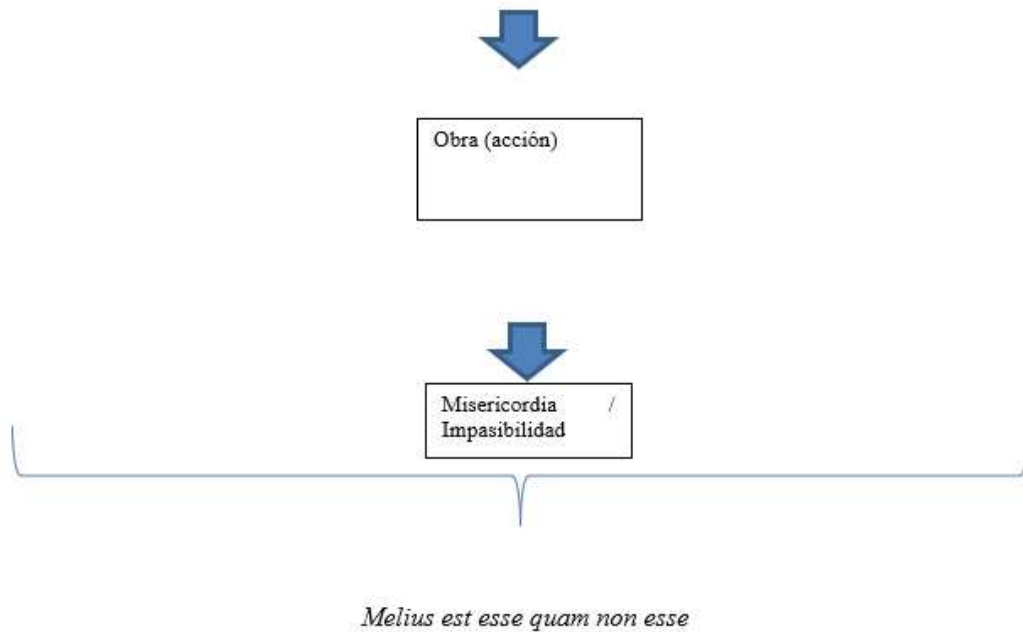 Obra (acción)
Misericordia /
Impasibilidad
Melius est esse quam non esse